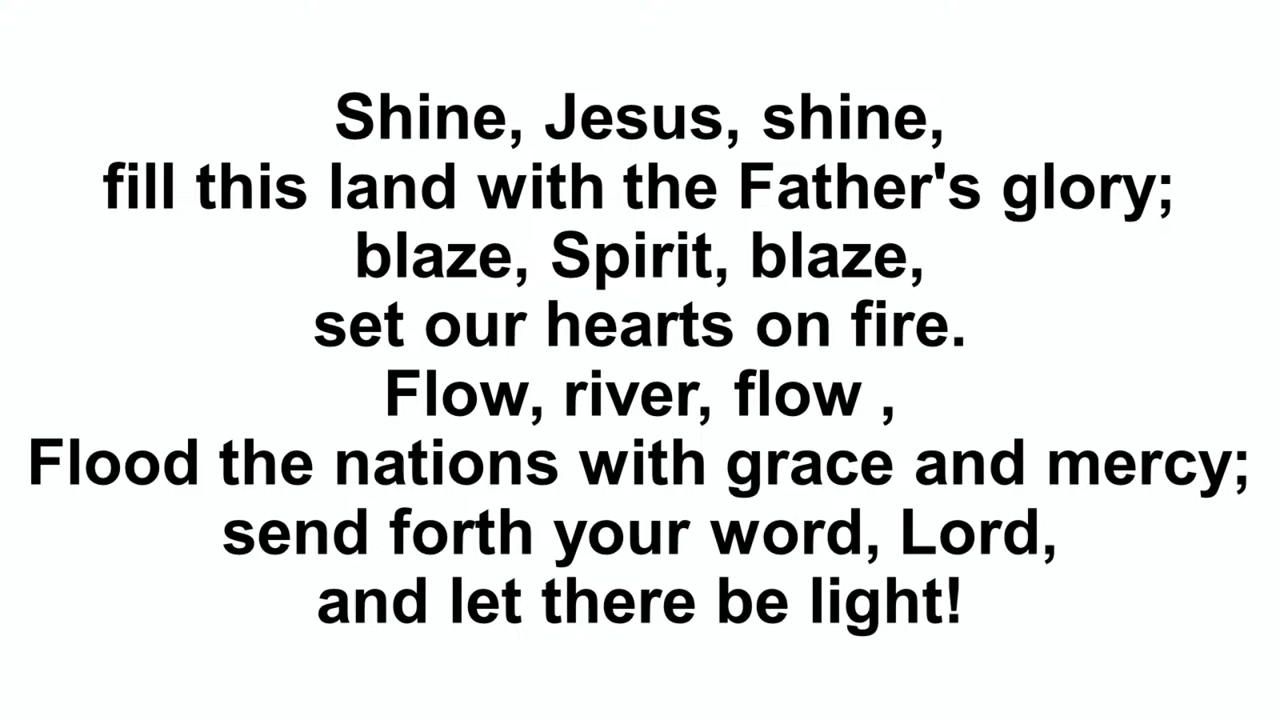 Shine, Jesus, shine,
fill this land with the Father's glory;
blaze, Spirit, blaze,
set our hearts on fire.
Flow, river, flow ,
Flood the nations with grace and mercy;
send forth your word, Lord,
and let there be light!